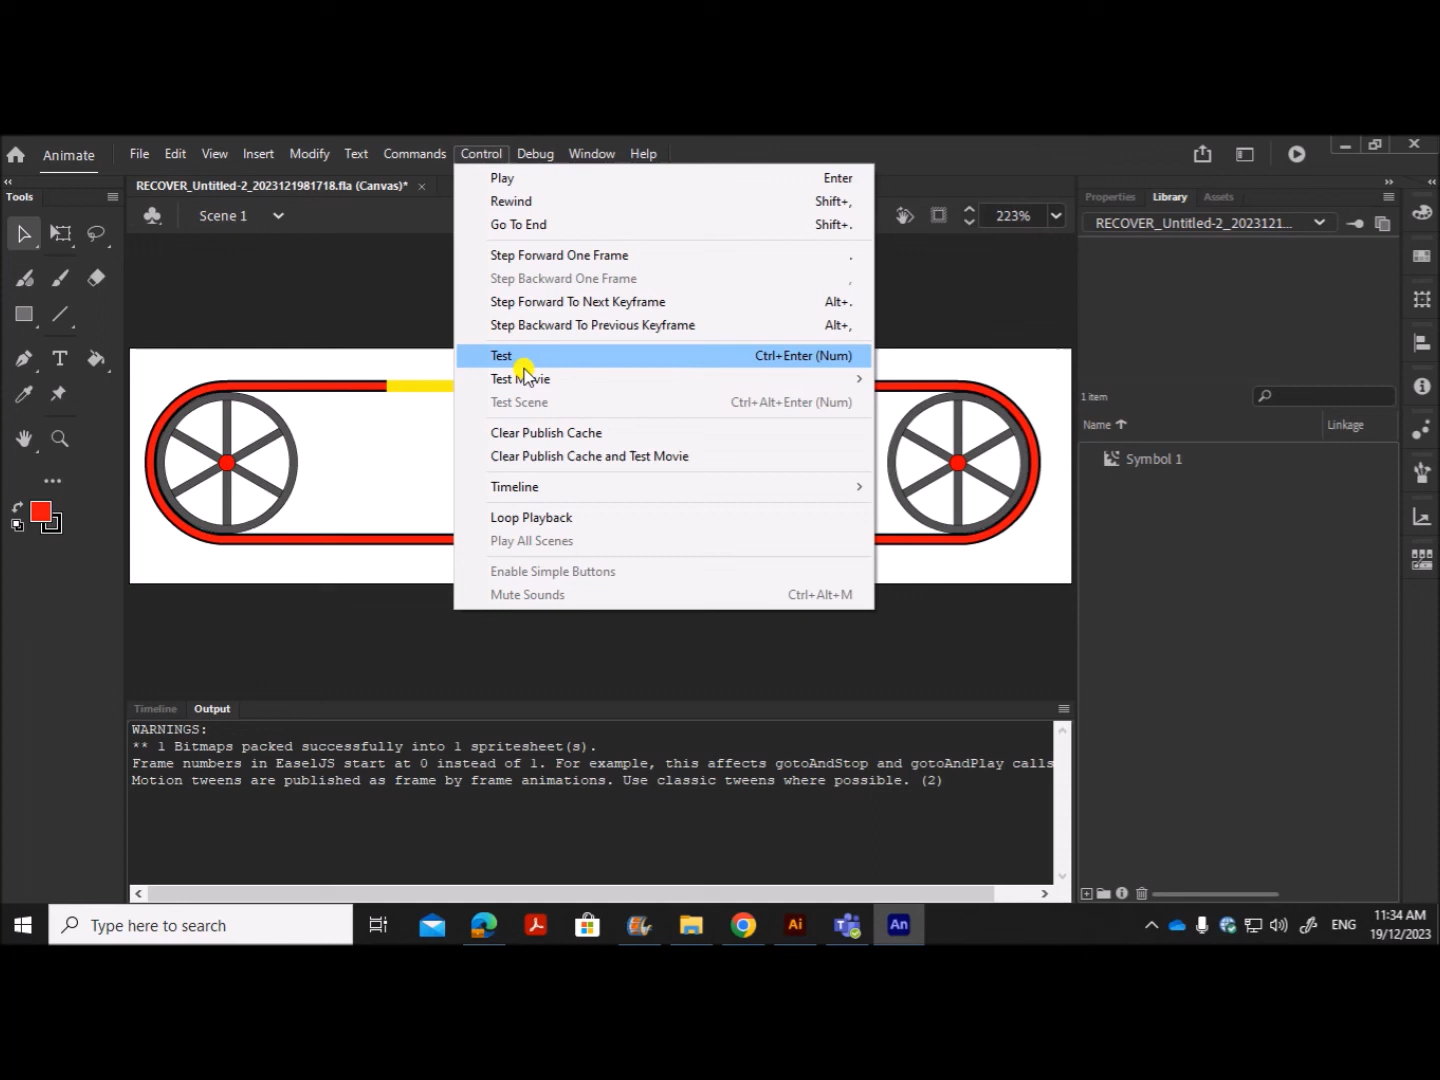 Animate
File Edit View Insert Modify Text Commands Control Debug Window Help
Tools
RECOVER_Untitled-2_2023121981718.fla (Canvas)* ×
Scene 1
223%
Properties Library Assets
RECOVER_Untitled-2_2023121...
Play Enter
Rewind Shift+,
Go To End Shift+.
Step Forward One Frame .
Step Backward One Frame ,
Step Forward To Next Keyframe Alt+.
Step Backward To Previous Keyframe Alt+,
Test Ctrl+Enter (Num)
Test Movie
Test Scene Ctrl+Alt+Enter (Num)
Clear Publish Cache
Clear Publish Cache and Test Movie
Timeline
Loop Playback
Play All Scenes
Enable Simple Buttons
Mute Sounds Ctrl+Alt+M
1 item
Name Linkage
Symbol 1
Timeline Output
WARNINGS:
** 1 Bitmaps packed successfully into 1 spritesheet(s).
Frame numbers in EaselJS start at 0 instead of 1. For example, this affects gotoAndStop and gotoAndPlay calls
Motion tweens are published as frame by frame animations. Use classic tweens where possible. (2)
Type here to search
Ai
An
ENG
11:34 AM
19/12/2023